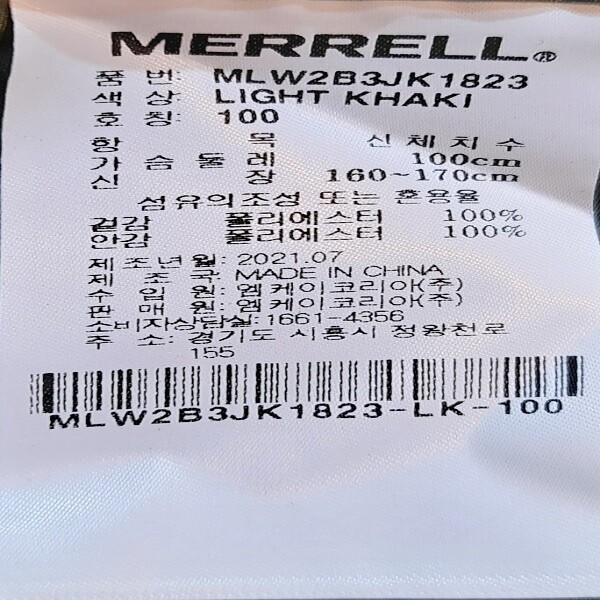 MERRELL®
품 번: MLW2B3JK1823
색 상: LIGHT KHAKI
호 칭: 100
항 목 신체치수
가슴둘레 100cm
신 장 160~170cm
섬유의조성 또는 혼용율
겉감 폴리에스터 100%
안감 폴리에스터 100%
제조년월: 2021.07
제 조 국: MADE IN CHINA
수 입 원: 엠케이코리아(주)
판 매 원: 엠케이코리아(주)
소비자상담실: 1661-4356
주 소: 경기도 시흥시 정왕천로
155
MLW2B3JK1823-LK-100